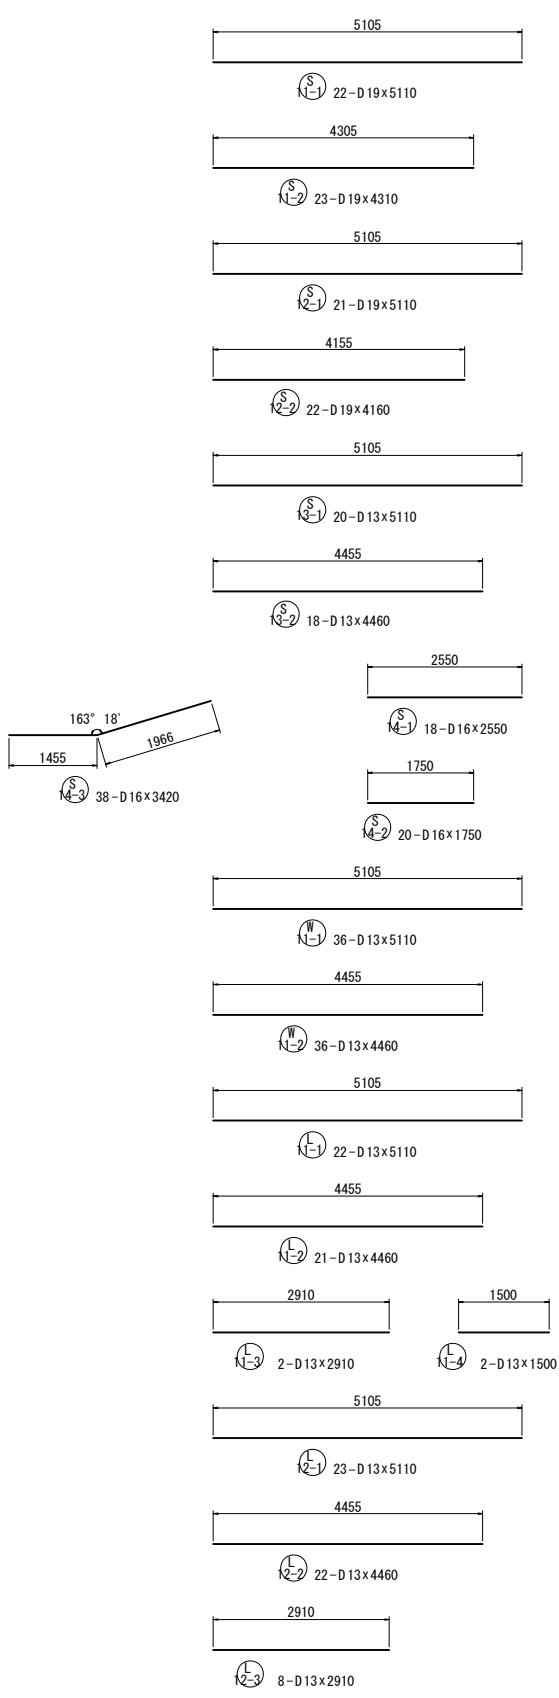 5105
S
11-1 22-D19×5110
4305
S
11-2 23-D19×4310
5105
S
12-1 21-D19×5110
4155
S
12-2 22-D19×4160
5105
S
13-1 20-D13×5110
4455
S
13-2 18-D13×4460
2550
S
14-1 18-D16×2550
163° 18'
1455
1966
S
14-3 38-D16×3420
1750
S
14-2 20-D16×1750
5105
W
11-1 36-D13×5110
4455
W
11-2 36-D13×4460
5105
L
11-1 22-D13×5110
4455
L
11-2 21-D13×4460
2910
L
11-3 2-D13×2910
1500
L
11-4 2-D13×1500
5105
L
12-1 23-D13×5110
4455
L
12-2 22-D13×4460
2910
L
12-3 8-D13×2910